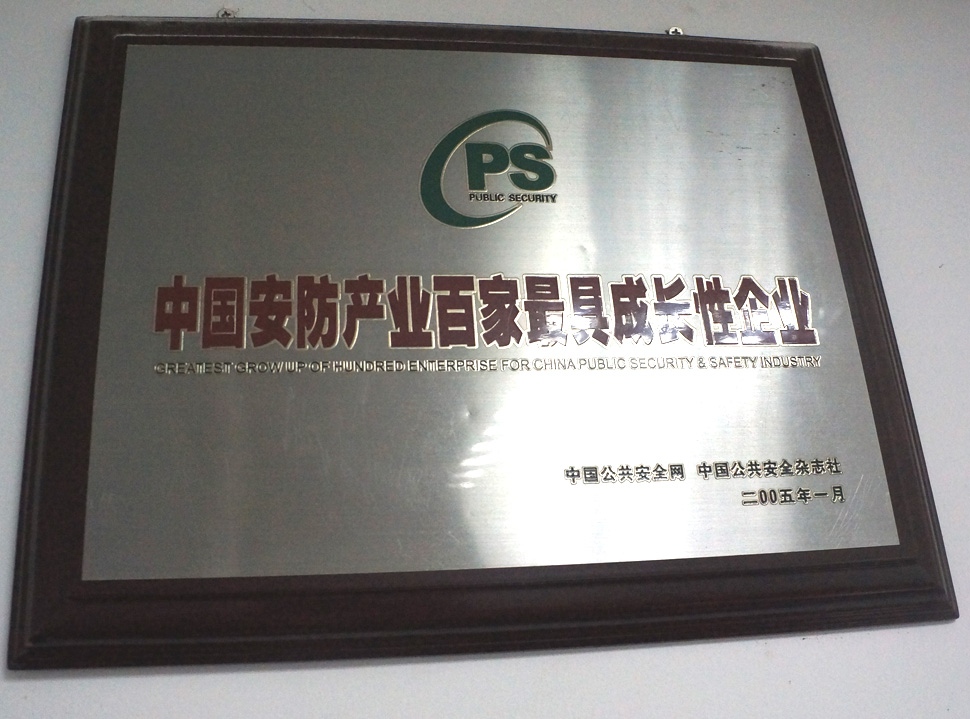 PS
PUBLIC SECURITY
中国安防产业百家最具成长性企业
GREATEST GROW UP OF HUNDRED ENTERPRISE FOR CHINA PUBLIC SECURITY & SAFETY INDUSTRY
中国公共安全网 中国公共安全杂志社
二00五年一月